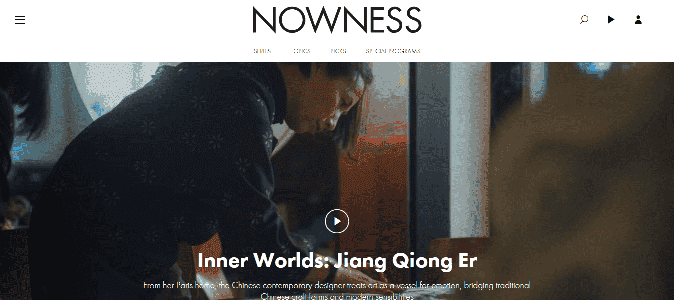 NOWNESS
SERIES TOPICS PICKS SPECIAL PROGRAMS
Inner Worlds: Jiang Qiong Er
From her Paris home, the Chinese contemporary designer treats art as a vessel for emotion, bridging traditional
Chinese craft forms and modern sensibilities